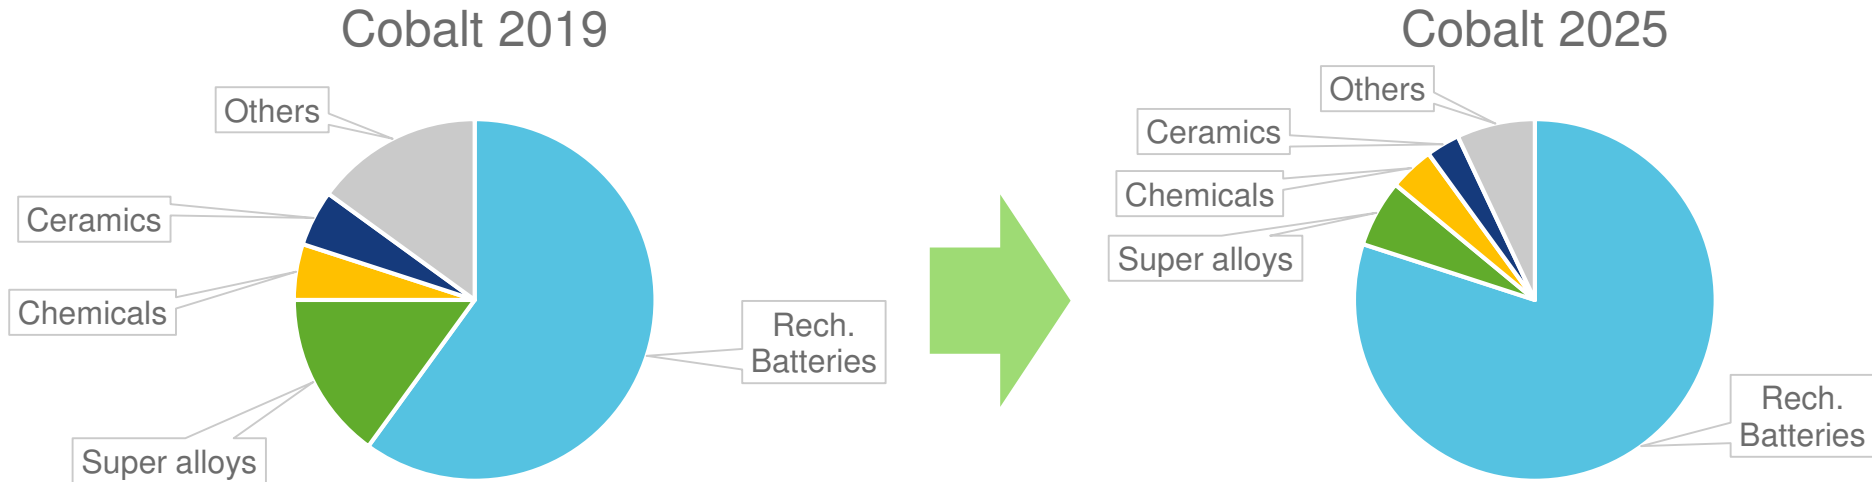 Cobalt 2019
Others
Ceramics
Chemicals
Super alloys
Rech.
Batteries
Cobalt 2025
Others
Ceramics
Chemicals
Super alloys
Rech.
Batteries